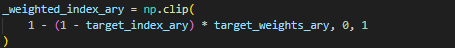 _weighted_index_ary = np.clip(
    1 - (1 - target_index_ary) * target_weights_ary, 0, 1
)